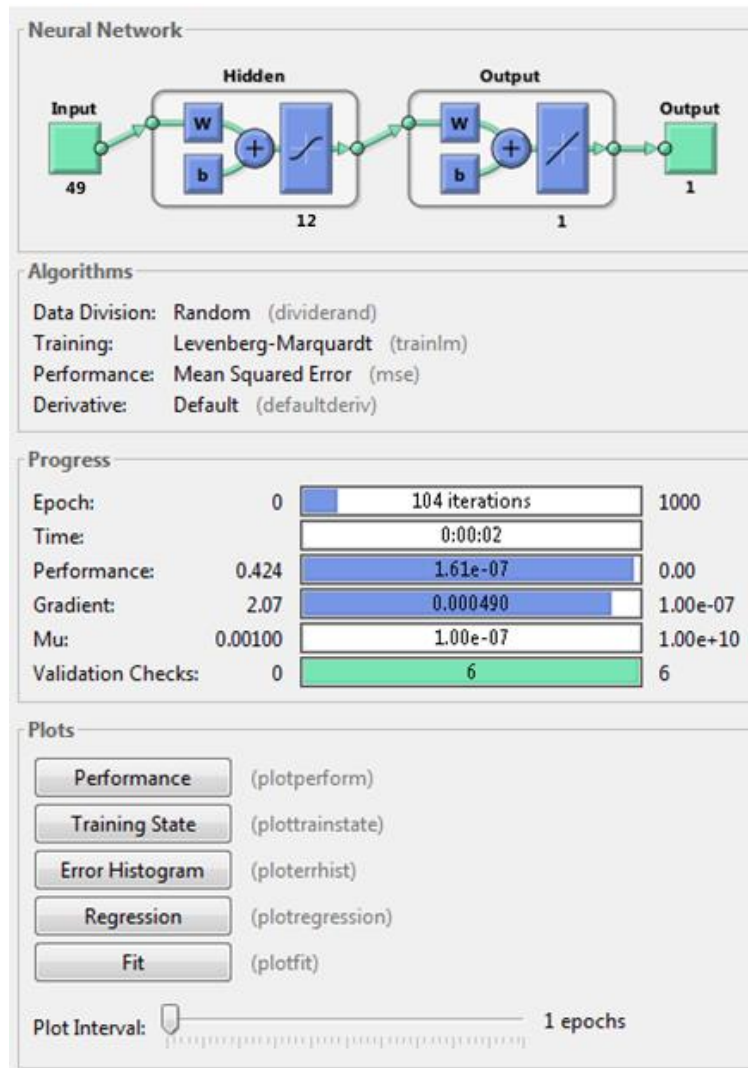 Neural Network
Hidden Output
Input Output
W W
+ +
b b
49 1
12 1
Algorithms
Data Division: Random (dividerand)
Training: Levenberg-Marquardt (trainlm)
Performance: Mean Squared Error (mse)
Derivative: Default (defaultderiv)
Progress
Epoch: 0 104 iterations 1000
Time: 0:00:02
Performance: 0.424 1.61e-07 0.00
Gradient: 2.07 0.000490 1.00e-07
Mu: 0.00100 1.00e-07 1.00e+10
Validation Checks: 0 6 6
Plots
Performance (plotperform)
Training State (plottrainstate)
Error Histogram (ploterrhist)
Regression (plotregression)
Fit (plotfit)
Plot Interval: 1 epochs